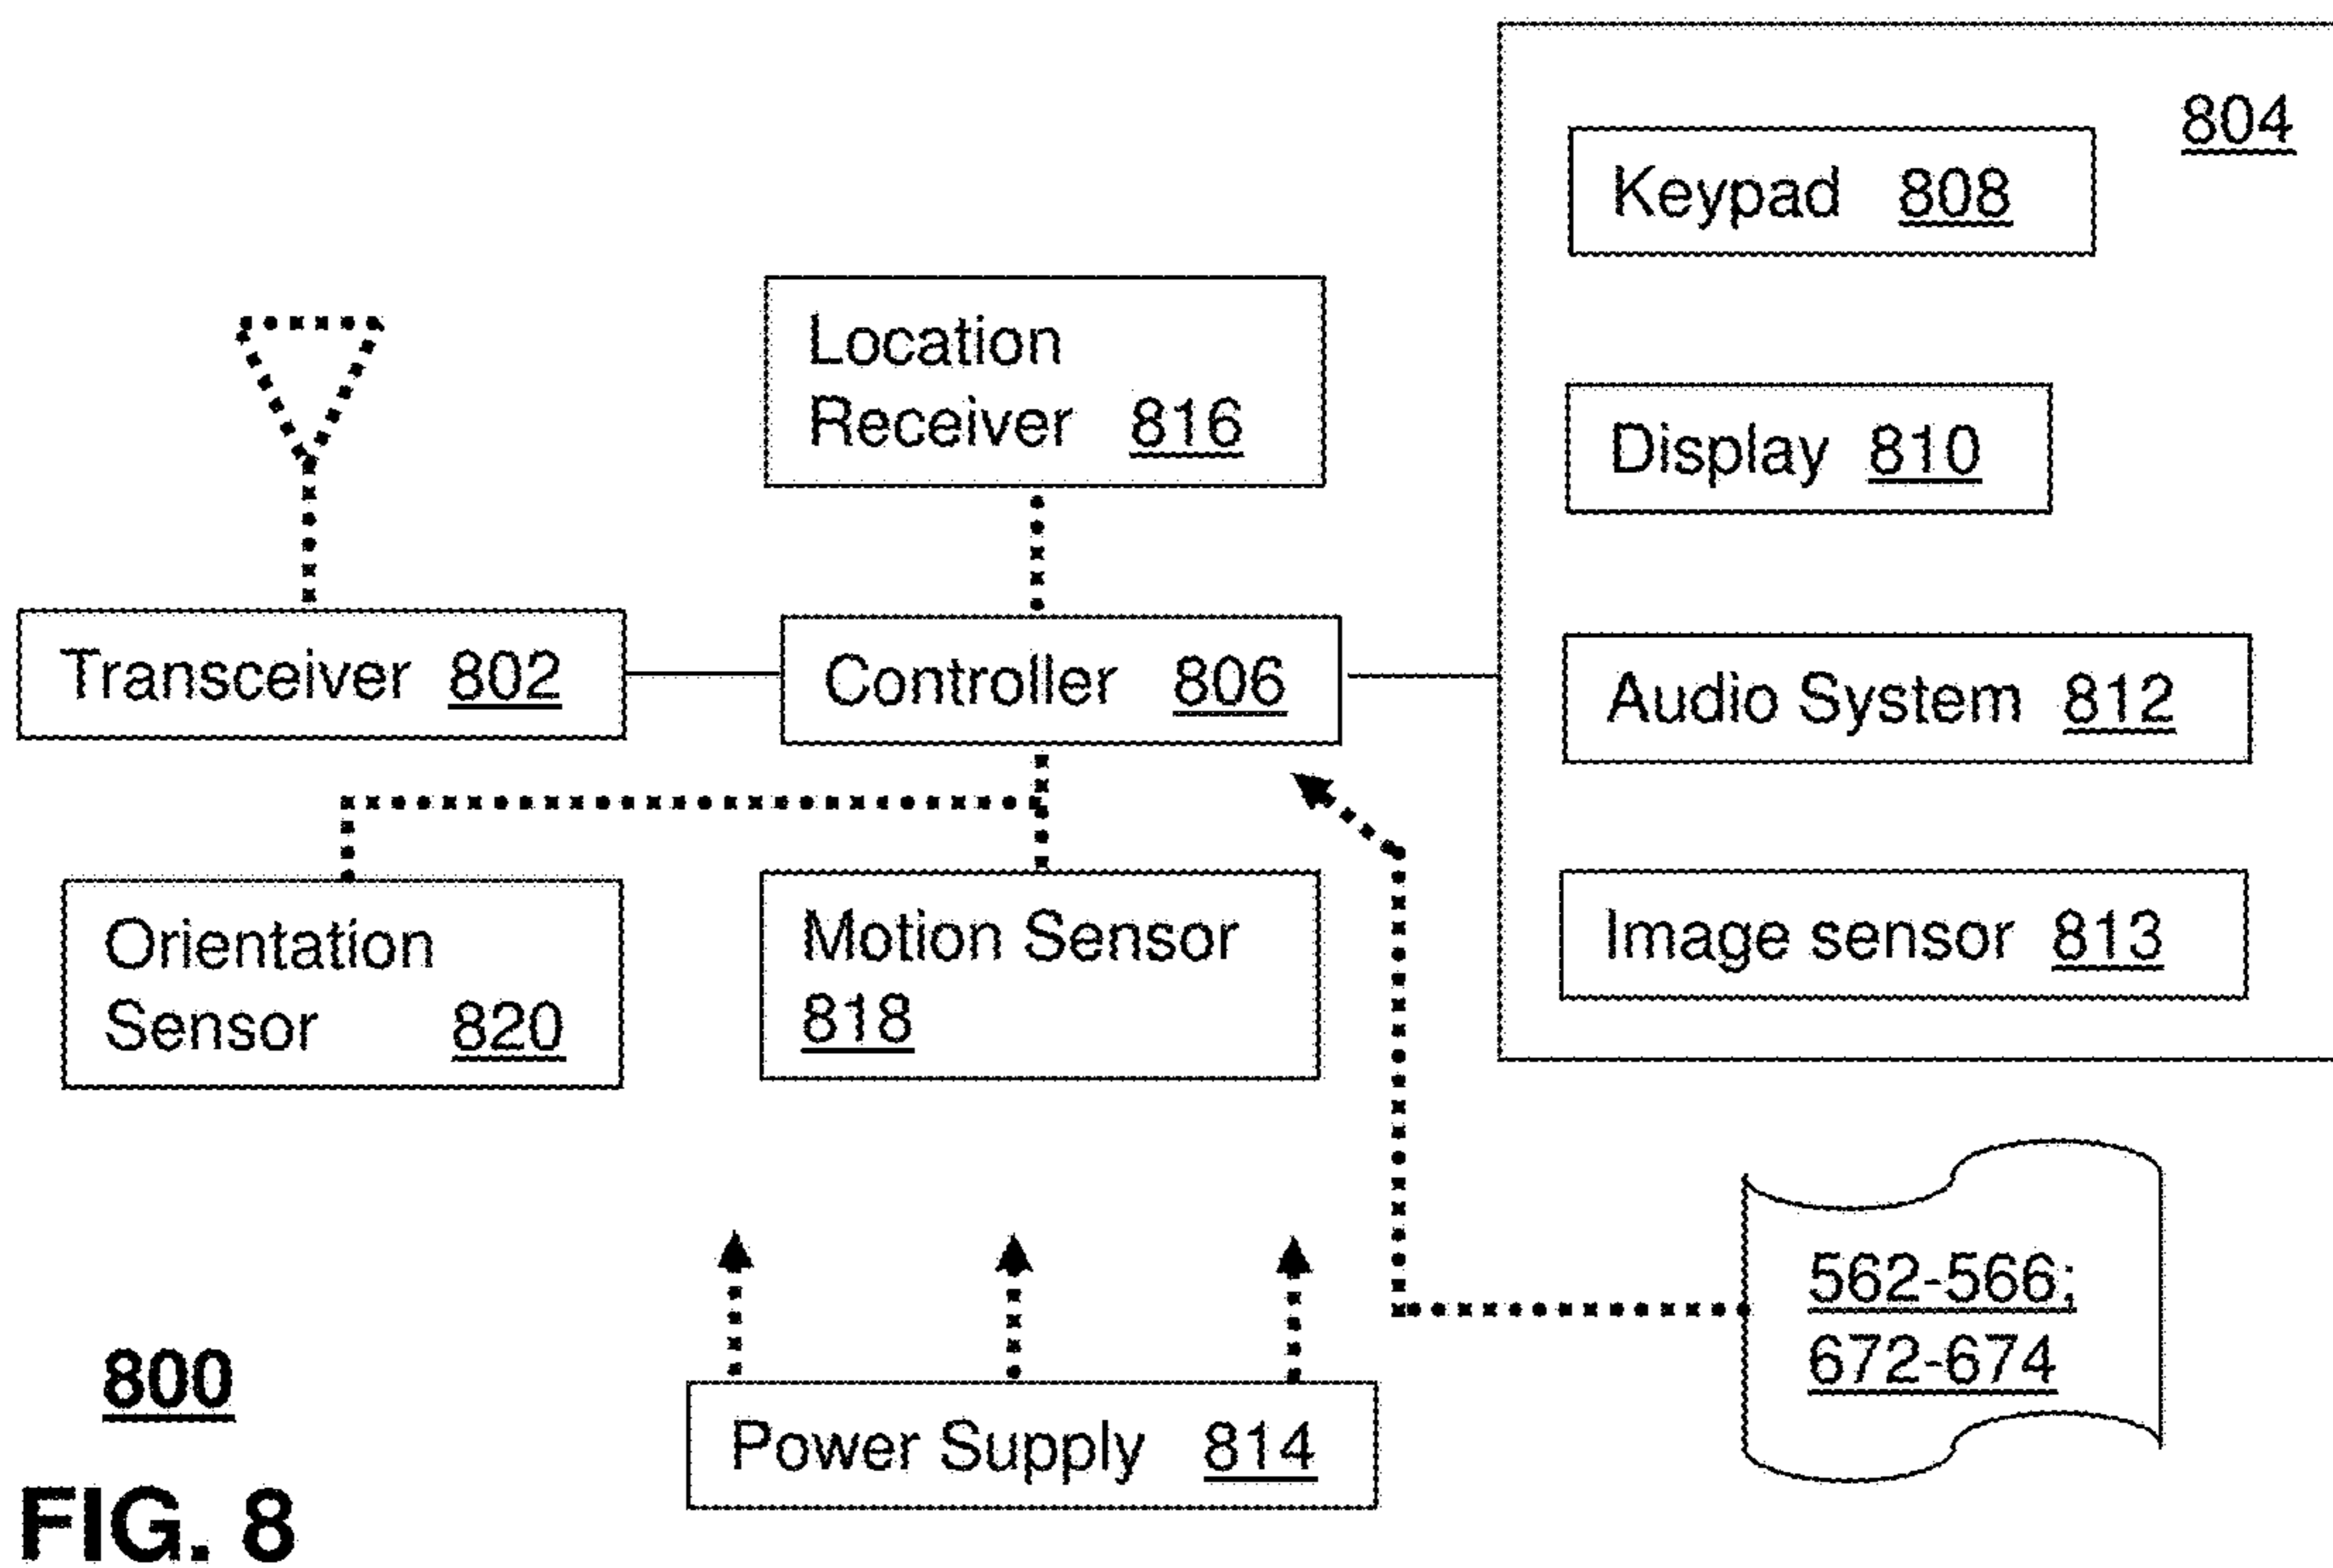 804
Keypad 808
Location
Receiver 816
Display 810
Transceiver 802
Controller 806
Audio System 812
Orientation
Sensor 820
Motion Sensor
818
Image sensor 813
562-566;
672-674
800
Power Supply 814
FIG. 8